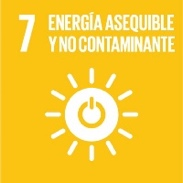 7 ENERGÍA ASEQUIBLE
Y NO CONTAMINANTE